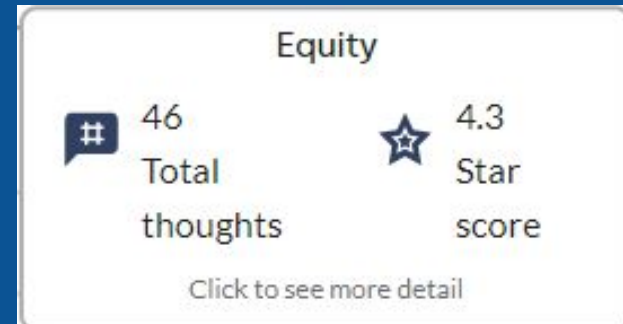 Equity
46
Total
thoughts
4.3
Star
score
Click to see more detail